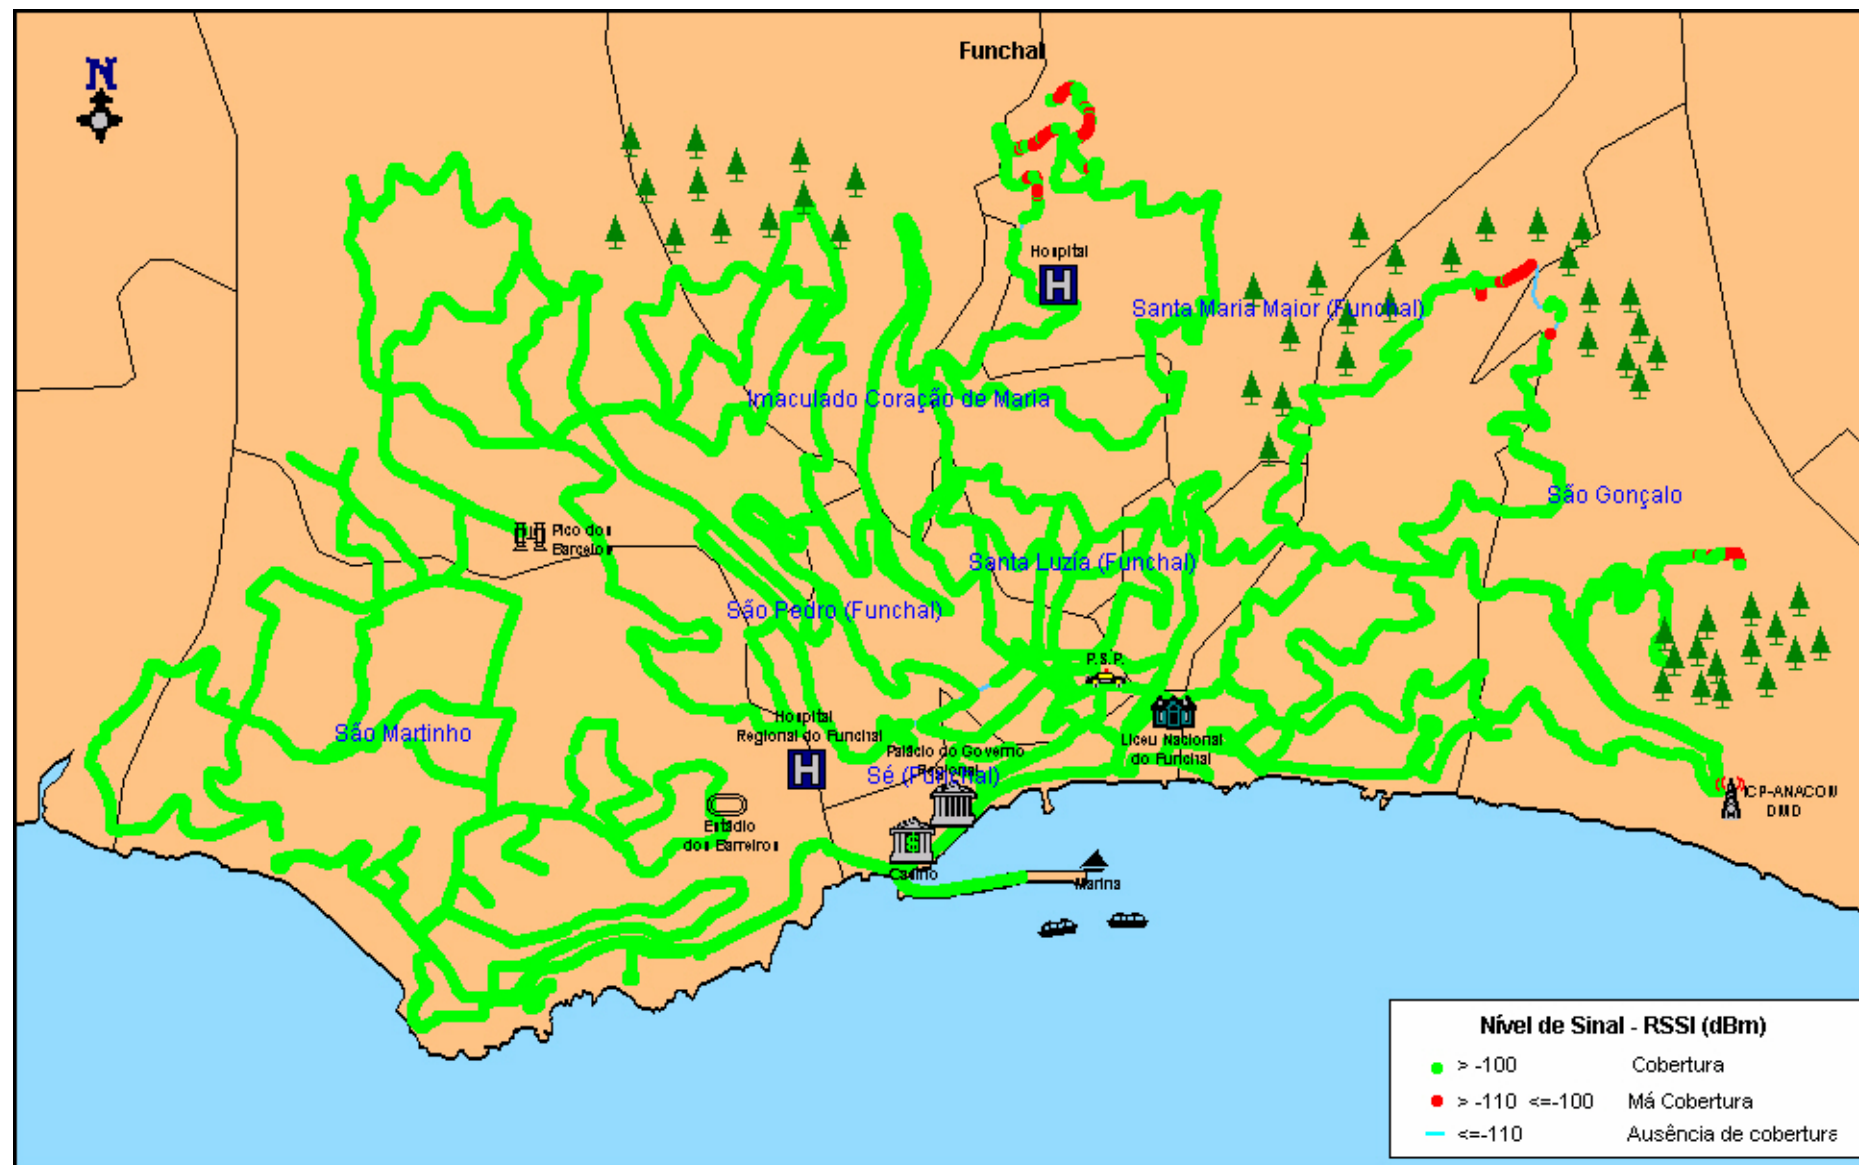 Funchal
N
Hospital
H
Santa Maria Maior (Funchal)
Imaculado Coração de Maria
São Gonçalo
Pico dos
Barcelos
Santa Luzia (Funchal)
São Pedro (Funchal)
P.S.P.
Hospital
Regional do Funchal
H
São Martinho
Liceu Nacional
do Funchal
Palácio do Governo
Regional
Sé (Funchal)
ICP-ANACOM
Estádio
dos Barreiros
Casino
Marina
Nível de Sinal - RSSI (dBm)
> -100 Cobertura
> -110 <=-100 Má Cobertura
<=-110 Ausência de cobertura